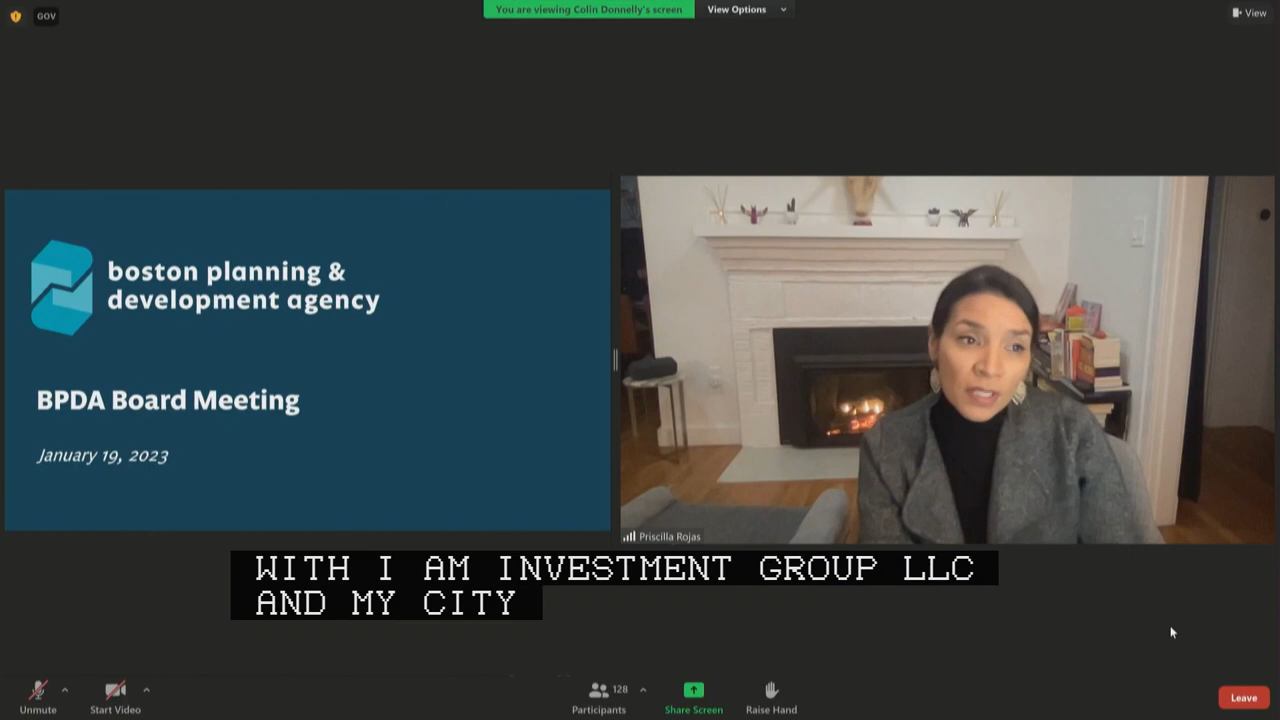 GOV
You are viewing Colin Donnelly's screen
View Options
View
boston planning &
development agency
BPDA Board Meeting
January 19, 2023
Priscilla Rojas
WITH I AM INVESTMENT GROUP LLC
AND MY CITY
Unmute
Start Video
128
Participants
Share Screen
Raise Hand
Leave